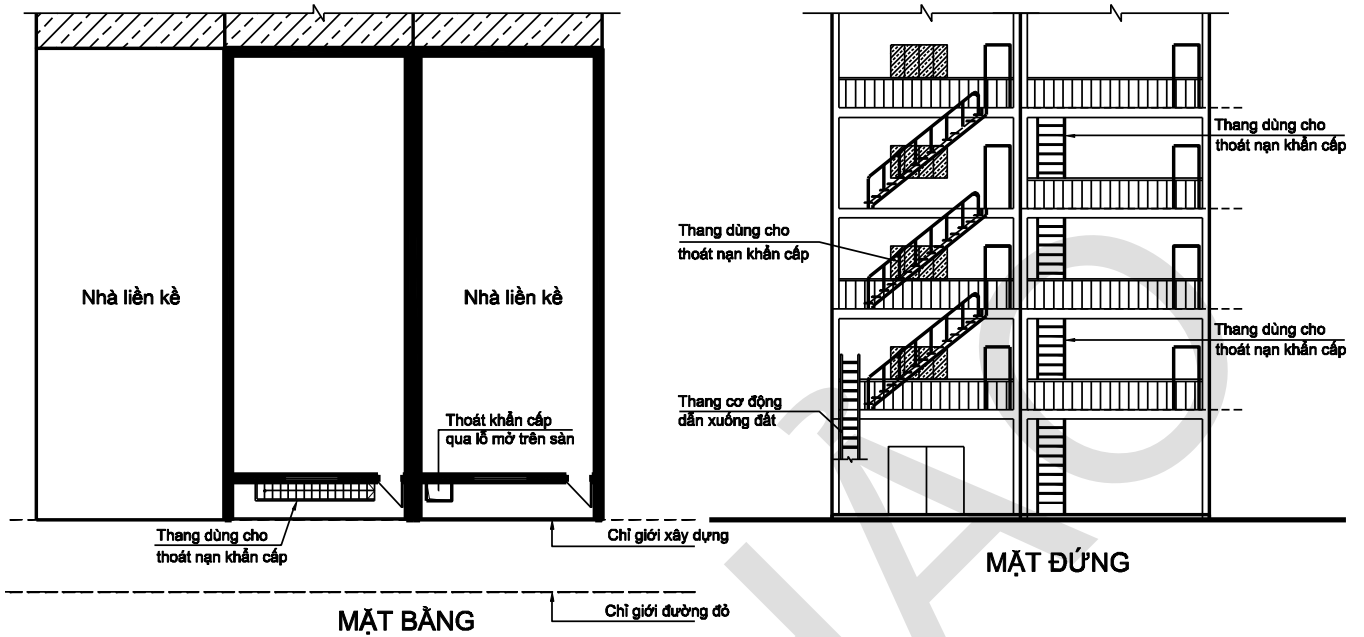 Nhà liền kề
Nhà liền kề
Thoát khẩn cấp
qua lỗ mở trên sàn
Thang dùng cho
thoát nạn khẩn cấp
Chỉ giới xây dựng
Chỉ giới đường đỏ
MẶT BẰNG
Thang dùng cho
thoát nạn khẩn cấp
Thang dùng cho
thoát nạn khẩn cấp
Thang dùng cho
thoát nạn khẩn cấp
Thang cơ động
dẫn xuống đất
MẶT ĐỨNG